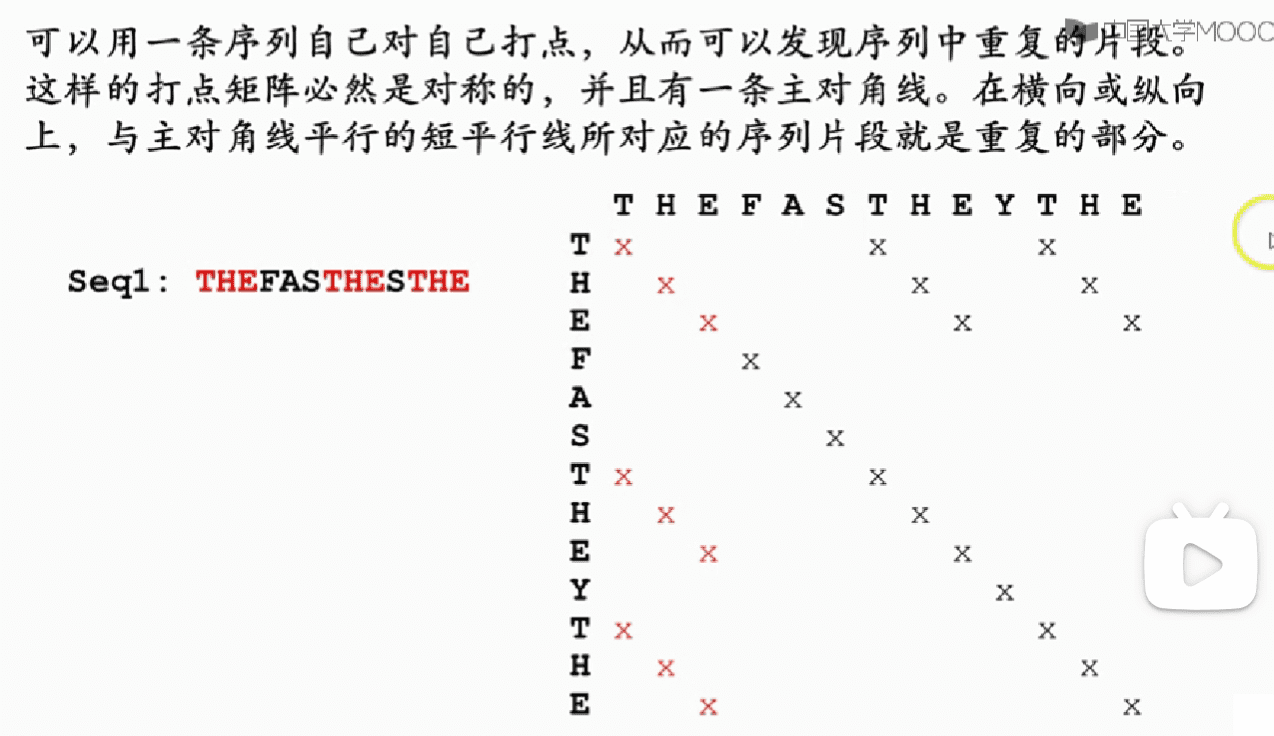 中国大学MOOC
可以用一条序列自己对自己打点，从而可以发现序列中重复的片段。
这样的打点矩阵必然是对称的，并且有一条主对角线。在横向或纵向
上，与主对角线平行的短平行线所对应的序列片段就是重复的部分。
T H E F A S T H E Y T H E
T x x x
Seq1: THEFASTHESTHE
H x x x
E x x x
F x
A x
S x
T x x
H x x
E x x
Y x
T x x
H x x
E x x